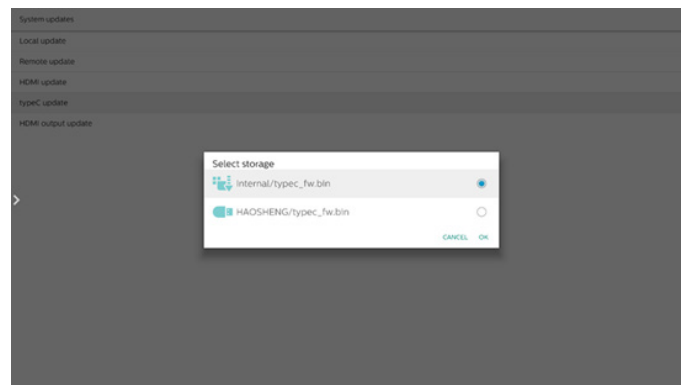 System updates
Local update
Remote update
HDMI update
typeC update
HDMI output update
Select storage
Internal/typec_fw.bin
HAOSHENG/typec_fw.bin
CANCEL OK